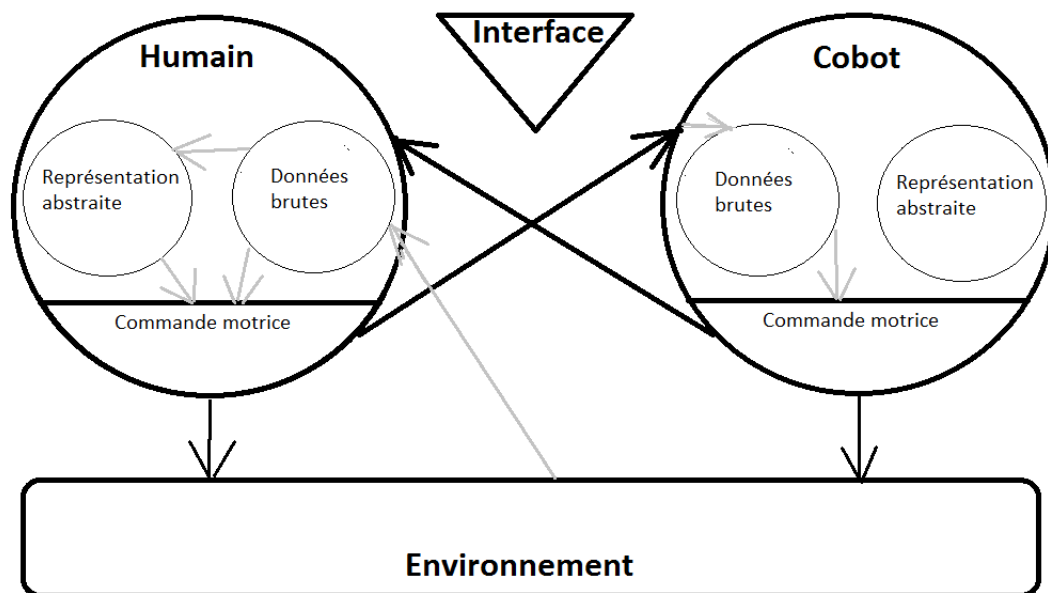 Interface
Humain
Cobot
Représentation
abstraite
Données
brutes
Données
brutes
Représentation
abstraite
Commande motrice
Commande motrice
Environnement